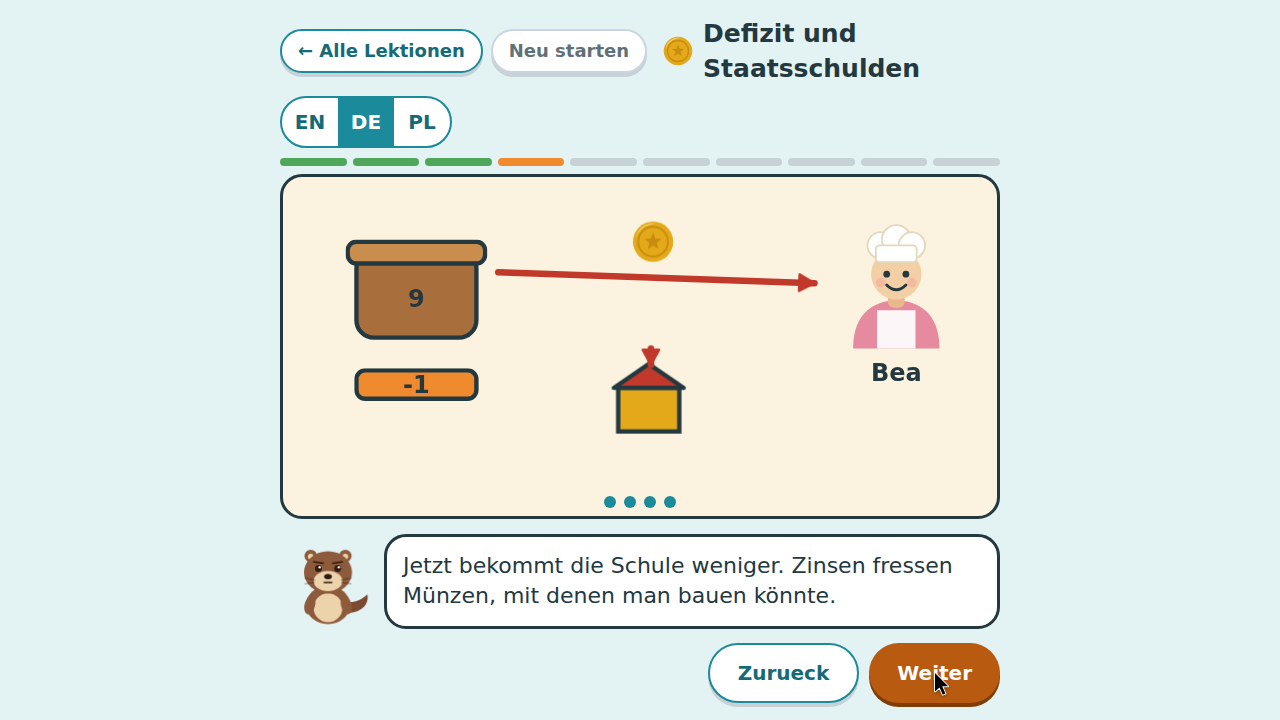 ← Alle Lektionen
Neu starten
Defizit und
Staatsschulden
EN DE PL
9
-1
Bea
Jetzt bekommt die Schule weniger. Zinsen fressen
Münzen, mit denen man bauen könnte.
Zurueck
Weiter